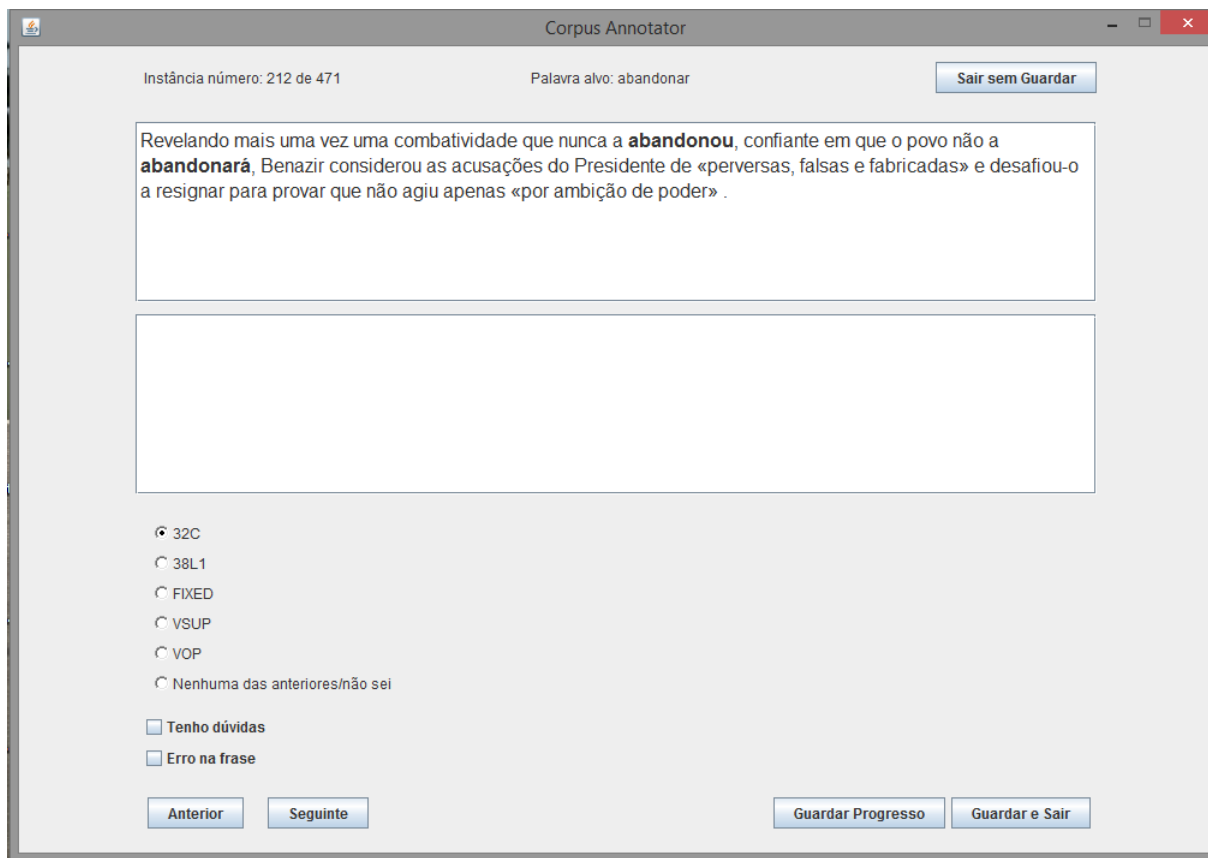 Corpus Annotator
Instância número: 212 de 471
Palavra alvo: abandonar
Sair sem Guardar
Revelando mais uma vez uma combatividade que nunca a abandonou, confiante em que o povo não a
abandonará, Benazir considerou as acusações do Presidente de «perversas, falsas e fabricadas» e desafiou-o
a resignar para provar que não agiu apenas «por ambição de poder» .
32C
38L1
FIXED
VSUP
VOP
Nenhuma das anteriores/não sei
Tenho dúvidas
Erro na frase
Anterior
Seguinte
Guardar Progresso
Guardar e Sair